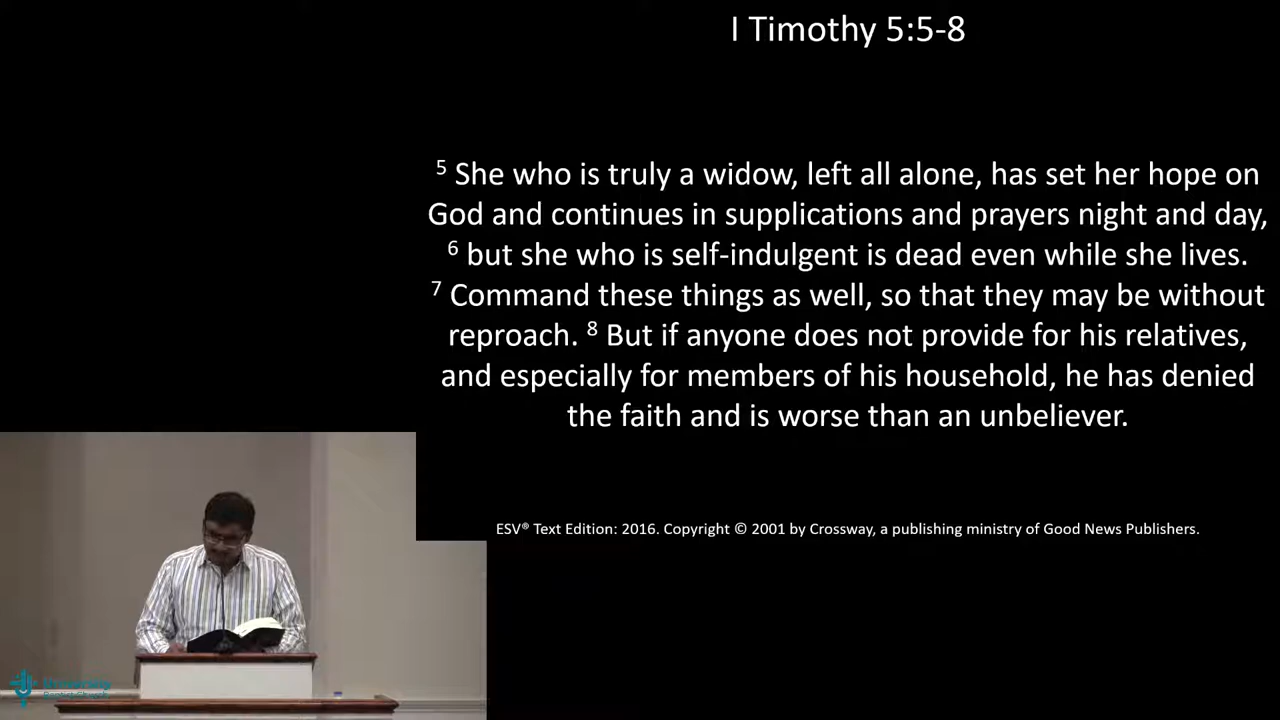 I Timothy 5:5-8
5 She who is truly a widow, left all alone, has set her hope on
God and continues in supplications and prayers night and day,
6 but she who is self-indulgent is dead even while she lives.
7 Command these things as well, so that they may be without
reproach. 8 But if anyone does not provide for his relatives,
and especially for members of his household, he has denied
the faith and is worse than an unbeliever.
ESV® Text Edition: 2016. Copyright © 2001 by Crossway, a publishing ministry of Good News Publishers.